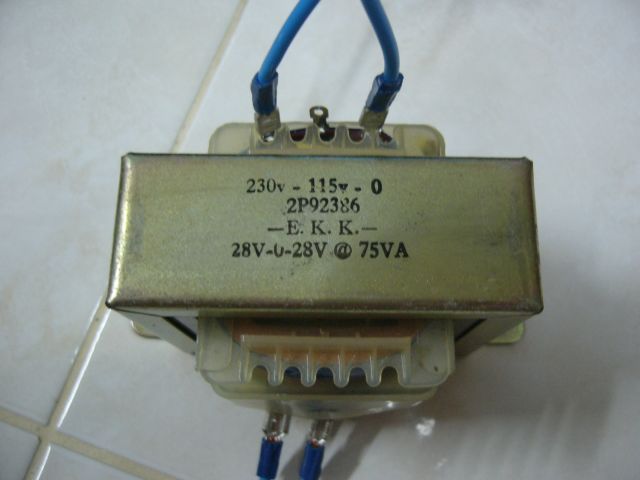 230v - 115v - 0
2P92386
—E. K. K.—
28V-0-28V @ 75VA